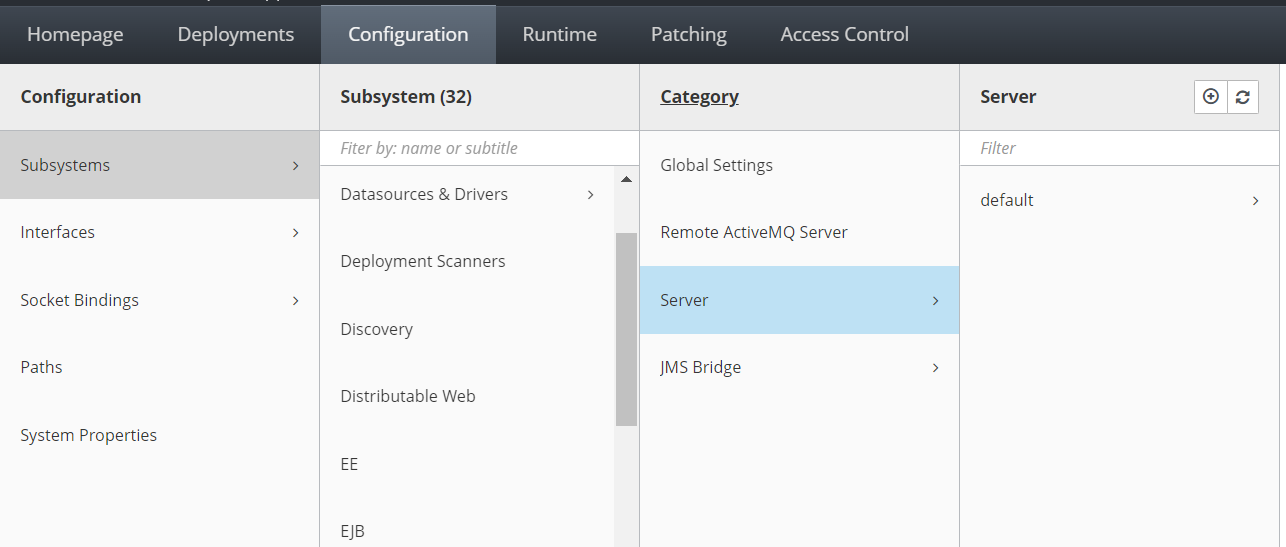 Homepage Deployments Configuration Runtime Patching Access Control
Configuration
Subsystems
Interfaces
Socket Bindings
Paths
System Properties
Subsystem (32)
Fiter by: name or subtitle
Datasources & Drivers
Deployment Scanners
Discovery
Distributable Web
EE
EJB
Category
Global Settings
Remote ActiveMQ Server
Server
JMS Bridge
Server
Filter
default